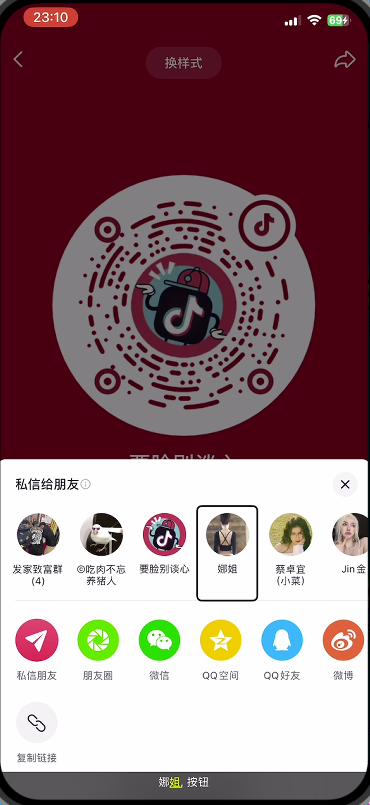 23:10
69
换样式
要脸别谈心
私信给朋友
发家致富群
(4)
©吃肉不忘
养猪人
要脸别谈心
娜姐
蔡卓宜
(小菜)
Jin 金
私信朋友
朋友圈
微信
QQ空间
QQ好友
微博
复制链接
娜姐, 按钮